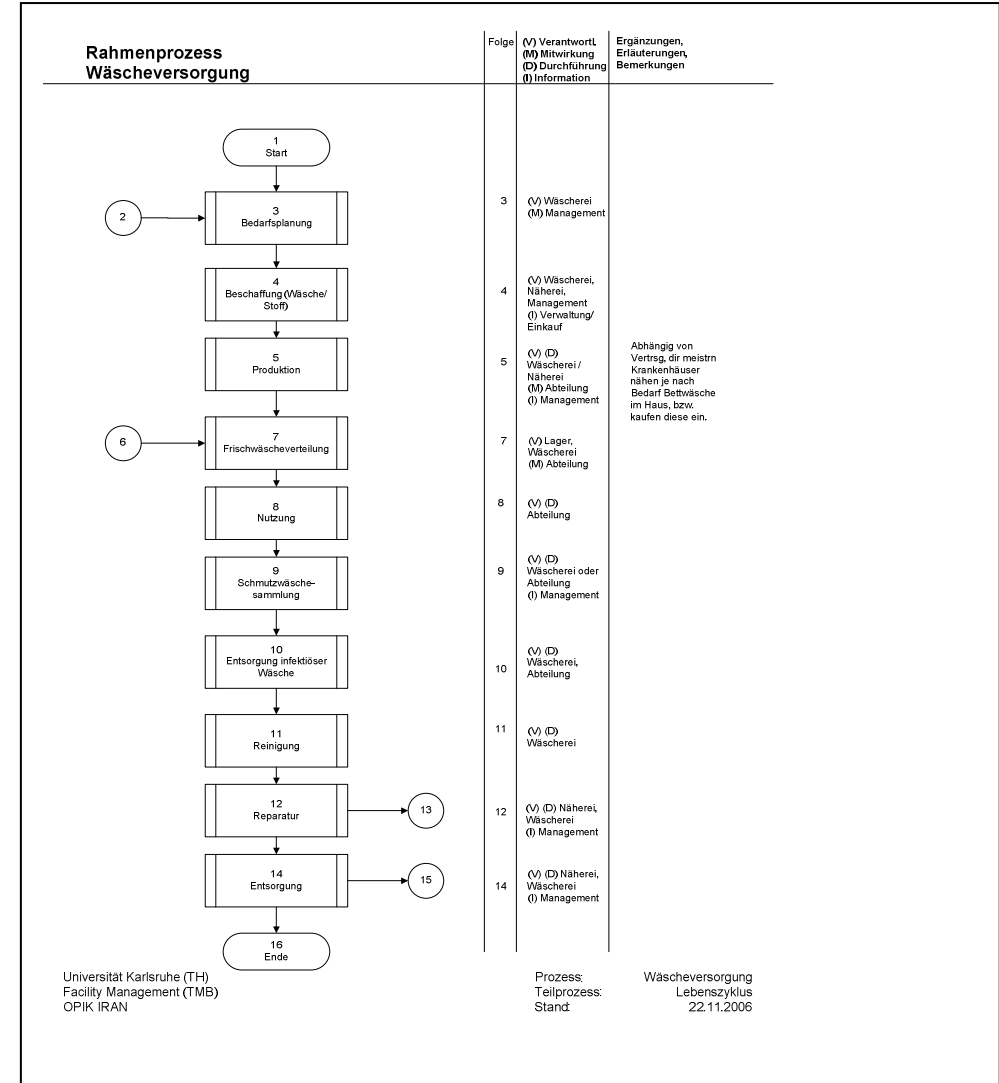 Rahmenprozess
Wäscheversorgung
Folge
(V) Verantwortl.
(M) Mitwirkung
(D) Durchführung
(I) Information
Ergänzungen,
Erläuterungen,
Bemerkungen
1
Start
2
3
Bedarfsplanung
3
(V) Wäscherei
(M) Management
4
Beschaffung (Wäsche/
Stoff)
4
(V) Wäscherei,
Näherei,
Management
(I) Verwaltung/
Einkauf
5
Produktion
5
(V) (D)
Wäscherei /
Näherei
(M) Abteilung
(I) Management
Abhängig von
Vertrsg, dir meistrn
Krankenhäuser
nähen je nach
Bedarf Bettwäsche
im Haus, bzw.
kaufen diese ein.
6
7
Frischwäscheverteilung
7
(V) Lager,
Wäscherei
(M) Abteilung
8
Nutzung
8
(V) (D)
Abteilung
9
Schmutzwäsche-
sammlung
9
(V) (D)
Wäscherei oder
Abteilung
(I) Management
10
Entsorgung infektiöser
Wäsche
10
(V) (D)
Wäscherei,
Abteilung
11
Reinigung
11
(V) (D)
Wäscherei
12
Reparatur
13
12
(V) (D) Näherei,
Wäscherei
(I) Management
14
Entsorgung
15
14
(V) (D) Näherei,
Wäscherei
(I) Management
16
Ende
Universität Karlsruhe (TH)
Facility Management (TMB)
OPIK IRAN
Prozess: Wäscheversorgung
Teilprozess: Lebenszyklus
Stand: 22.11.2006